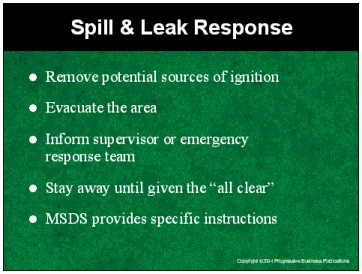 Spill & Leak Response
• Remove potential sources of ignition
• Evacuate the area
• Inform supervisor or emergency
response team
• Stay away until given the “all clear”
• MSDS provides specific instructions
Copyright ©2004 Progressive Business Publications